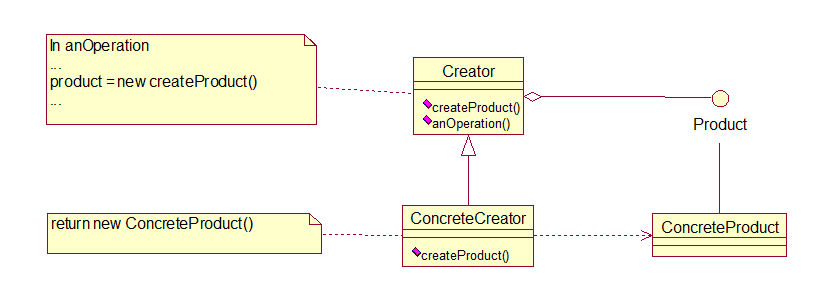 In anOperation
...
product = new createProduct()
...
Creator
createProduct()
anOperation()
Product
return new ConcreteProduct()
ConcreteCreator
createProduct()
ConcreteProduct